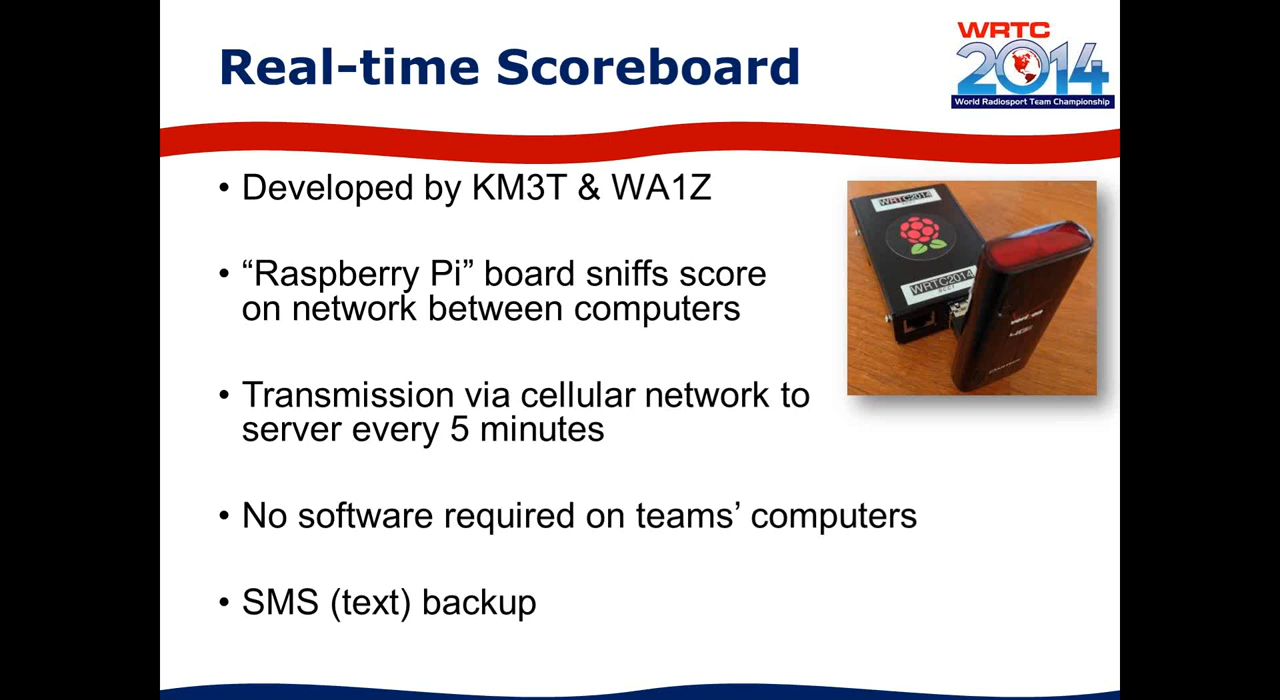 Real-time Scoreboard
WRTC
2014
World Radiosport Team Championship
• Developed by KM3T & WA1Z
• “Raspberry Pi” board sniffs score
on network between computers
• Transmission via cellular network to
server every 5 minutes
• No software required on teams’ computers
• SMS (text) backup
WRTC2014
WRTC2014